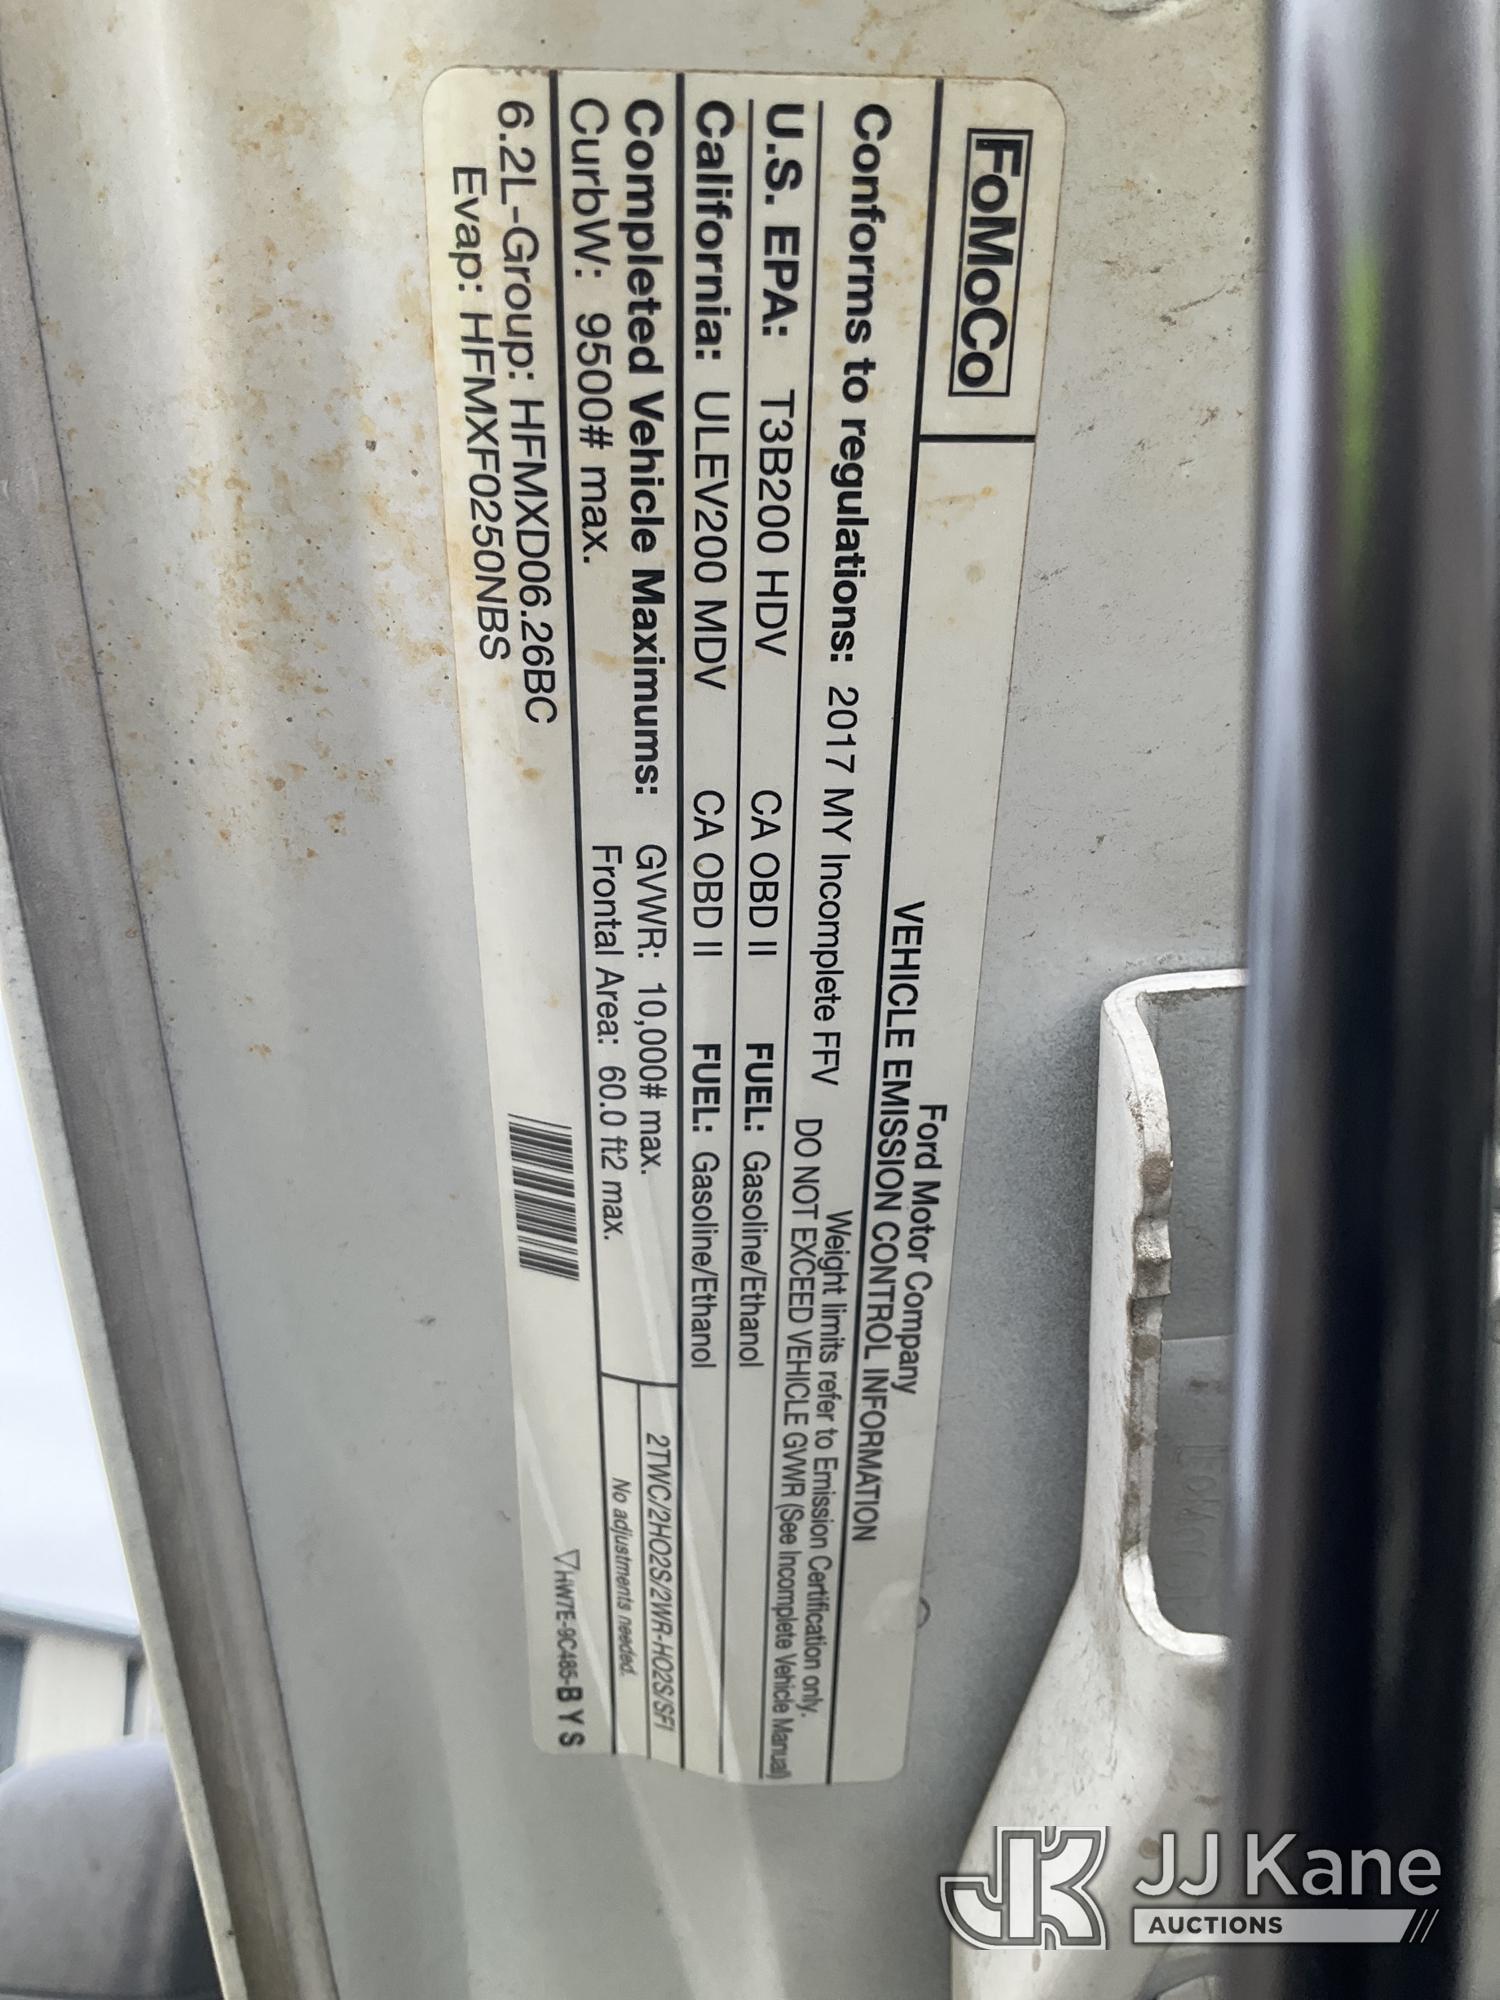 FoMoCo
Ford Motor Company
VEHICLE EMISSION CONTROL INFORMATION
Conforms to regulations: 2017 MY Incomplete FFV
Weight limits refer to Emission Certification only.
DO NOT EXCEED VEHICLE GVWR (See Incomplete Vehicle Manual)
U.S. EPA: T3B200 HDV CA OBD II FUEL: Gasoline/Ethanol
California: ULEV200 MDV CA OBD II FUEL: Gasoline/Ethanol
Completed Vehicle Maximums: GVWR: 10,000# max.
CurbW: 9500# max. Frontal Area: 60.0 ft2 max.
2TWC/2HO2S/2WR-HO2S/SFI
No adjustments needed.
6.2L-Group: HFMXD06.26BC
Evap: HFMXF0250NBS
HW7E-9C485-B Y S
JJ Kane
AUCTIONS